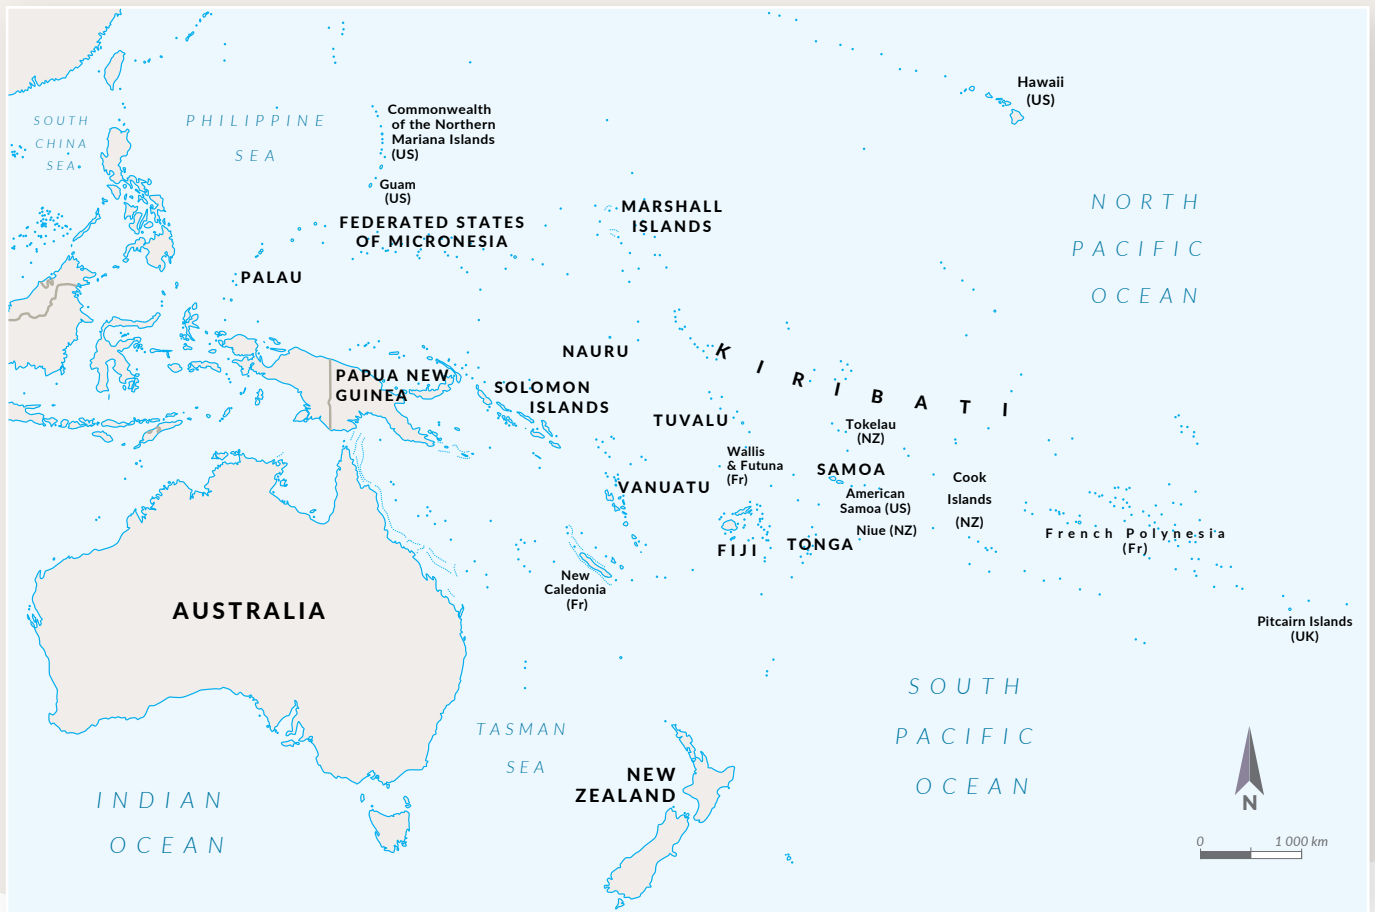 Hawaii
(US)
Commonwealth
of the Northern
Mariana Islands
(US)
SOUTH
CHINA
SEA
PHILIPPINE
SEA
Guam
(US)
FEDERATED STATES
OF MICRONESIA
MARSHALL
ISLANDS
NORTH
PACIFIC
OCEAN
PALAU
NAURU
KIRIBATI
PAPUA NEW
GUINEA
SOLOMON
ISLANDS
TUVALU
Tokelau
(NZ)
Wallis
& Futuna
(Fr)
SAMOA
Cook
Islands
(NZ)
VANUATU
American
Samoa (US)
Niue (NZ)
French Polynesia
(Fr)
FIJI
TONGA
New
Caledonia
(Fr)
AUSTRALIA
Pitcairn Islands
(UK)
SOUTH
PACIFIC
OCEAN
TASMAN
SEA
NEW
ZEALAND
INDIAN
OCEAN
N
0 1 000 km